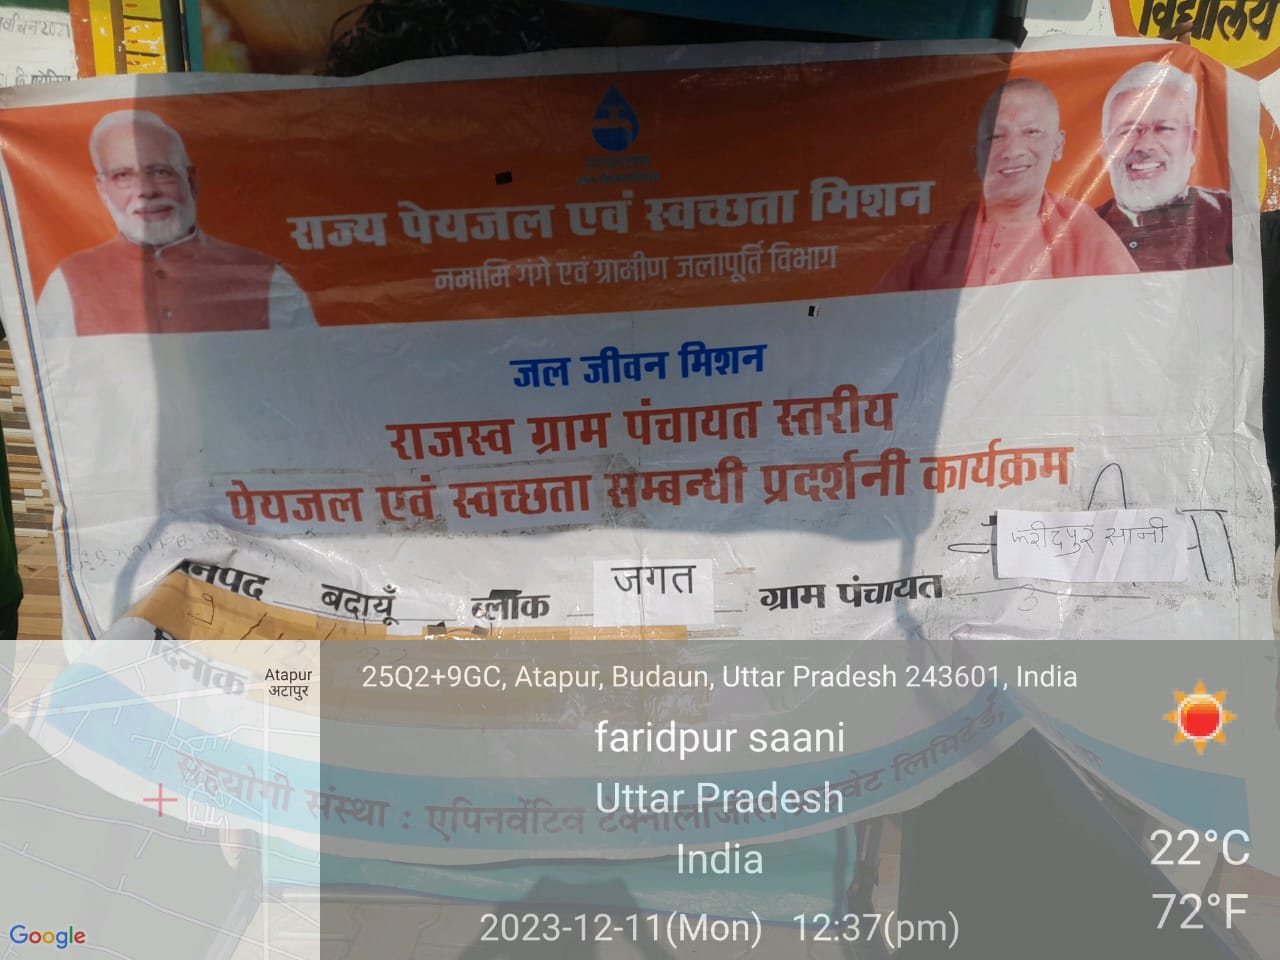 विद्यालय
राज्य पेयजल एवं स्वच्छता मिशन
नमामि गंगे एवं ग्रामीण जलापूर्ति विभाग
जल जीवन मिशन
राजस्व ग्राम पंचायत स्तरीय
पेयजल एवं स्वच्छता सम्बन्धी प्रदर्शनी कार्यक्रम
जनपद बदायूँ ब्लॉक जगत ग्राम पंचायत फरीदपुर सानी
दिनांक
सहयोगी संस्था : एपिनवेंटिव टेक्नोलॉजीस प्राइवेट लिमिटेड,
Atapur
अटापुर
25Q2+9GC, Atapur, Budaun, Uttar Pradesh 243601, India
faridpur saani
Uttar Pradesh
India
2023-12-11(Mon) 12:37(pm)
22°C
72°F
Google